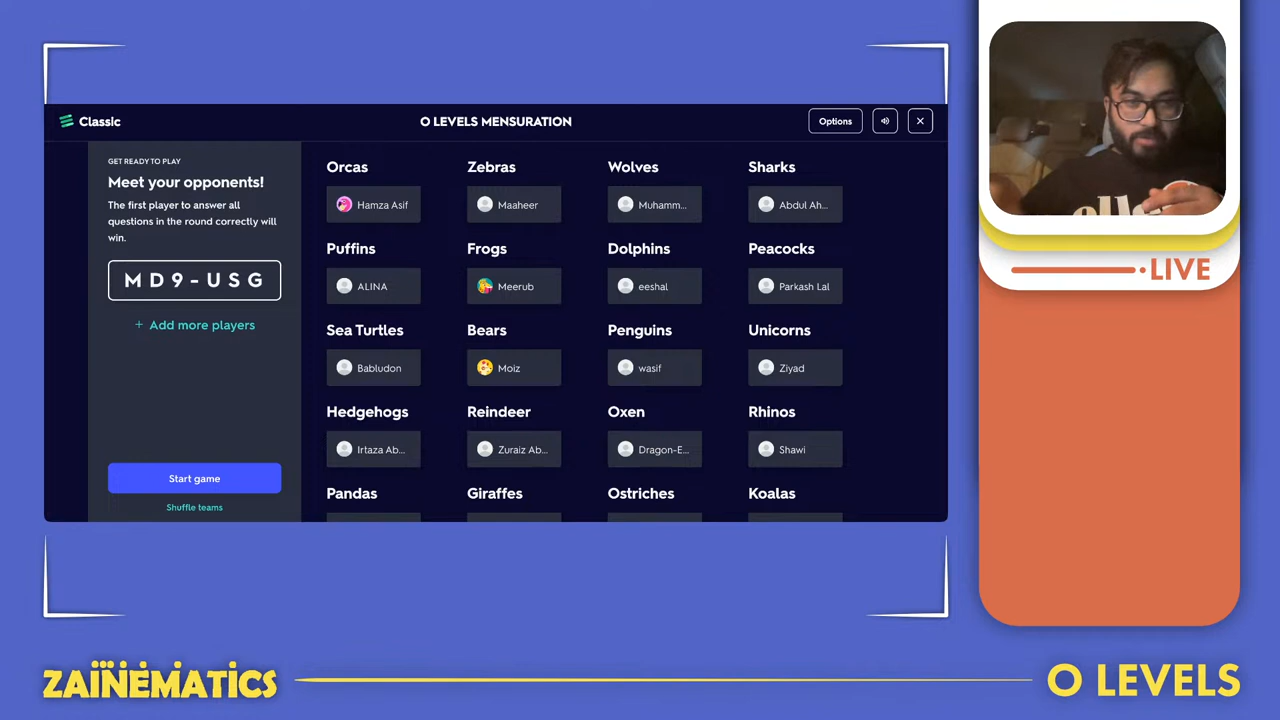 Classic
O LEVELS MENSURATION
Options
GET READY TO PLAY
Meet your opponents!
The first player to answer all
questions in the round correctly will
win.
MD9-USG
+ Add more players
Start game
Shuffle teams
Orcas
Zebras
Wolves
Sharks
Hamza Asif
Maaheer
Muhamm...
Abdul Ah...
Puffins
Frogs
Dolphins
Peacocks
ALINA
Meerub
eeshal
Parkash Lal
Sea Turtles
Bears
Penguins
Unicorns
Babludon
Moiz
wasif
Ziyad
Hedgehogs
Reindeer
Oxen
Rhinos
Irtaza Ab...
Zuraiz Ab...
Dragon-E...
Shawi
Pandas
Giraffes
Ostriches
Koalas
LIVE
ZAINEMATICS
O LEVELS